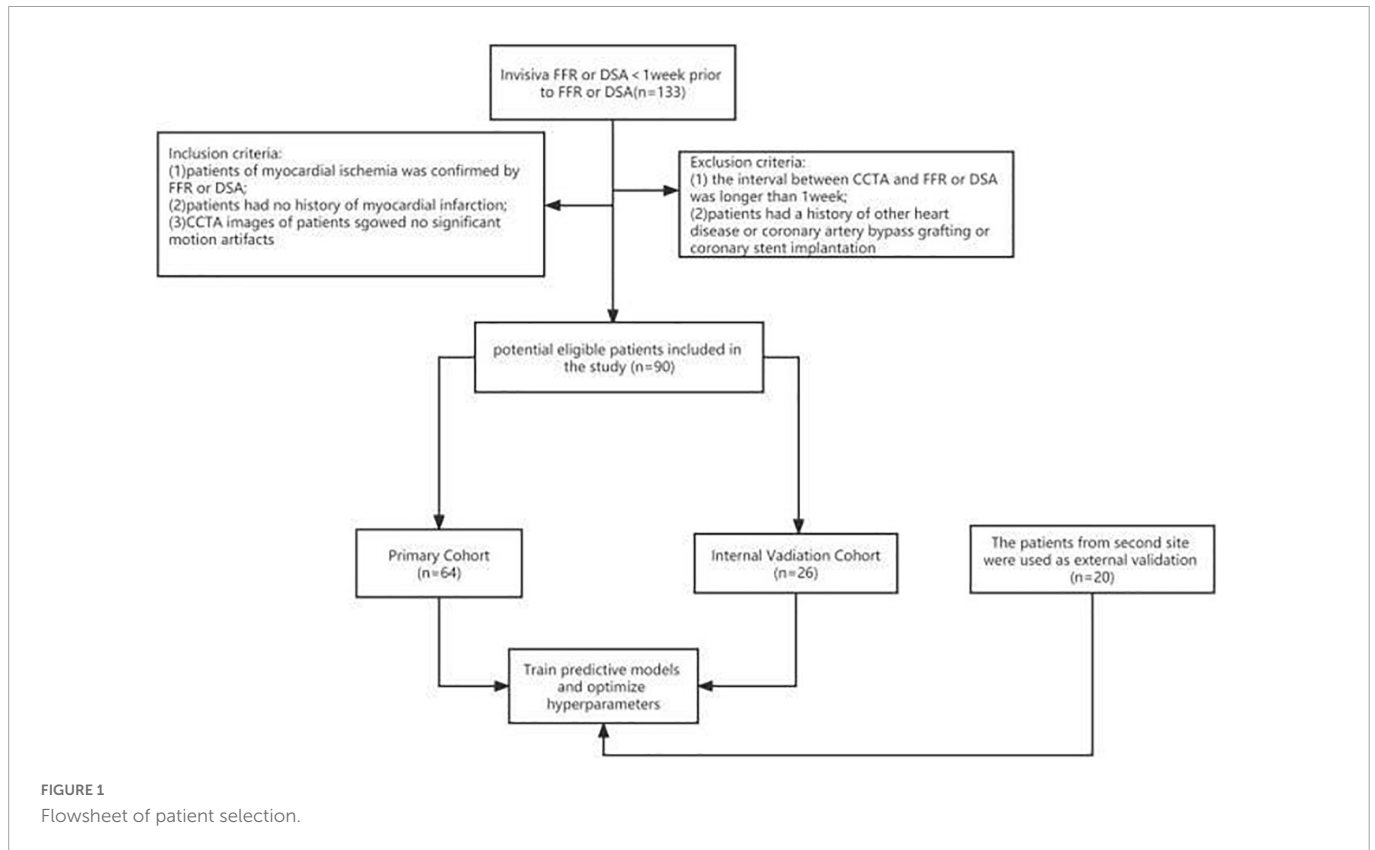 Invisiva FFR or DSA < 1week prior
to FFR or DSA(n=133)
Inclusion criteria:
(1)patients of myocardial ischemia was confirmed by
FFR or DSA;
(2)patients had no history of myocardial infarction;
(3)CCTA images of patients sgowed no significant
motion artifacts
Exclusion criteria:
(1) the interval between CCTA and FFR or DSA
was longer than 1week;
(2)patients had a history of other heart
disease or coronary artery bypass grafting or
coronary stent implantation
potential eligible patients included in
the study (n=90)
Primary Cohort
(n=64)
Internal Vadiation Cohort
(n=26)
The patients from second site
were used as external validation
(n=20)
Train predictive models
and optimize
hyperparameters
FIGURE 1
Flowsheet of patient selection.